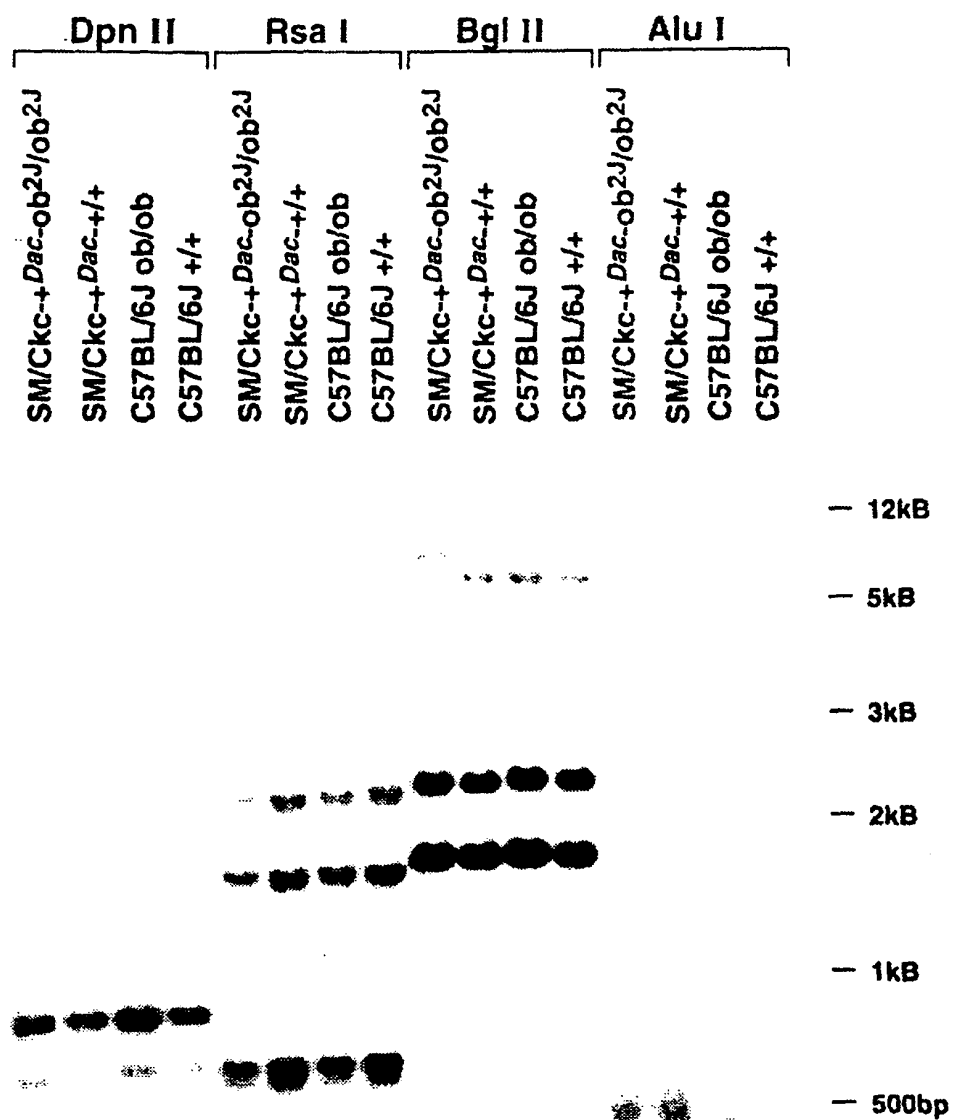 Dpn II Rsa I Bgl II Alu I
SM/Ckc-+Dac-ob2J/ob2J
SM/Ckc-+Dac-+/+
C57BL/6J ob/ob
C57BL/6J +/+
SM/Ckc-+Dac-ob2J/ob2J
SM/Ckc-+Dac-+/+
C57BL/6J ob/ob
C57BL/6J +/+
SM/Ckc-+Dac-ob2J/ob2J
SM/Ckc-+Dac-+/+
C57BL/6J ob/ob
C57BL/6J +/+
SM/Ckc-+Dac-ob2J/ob2J
SM/Ckc-+Dac-+/+
C57BL/6J ob/ob
C57BL/6J +/+
12kB
5kB
3kB
2kB
1kB
500bp